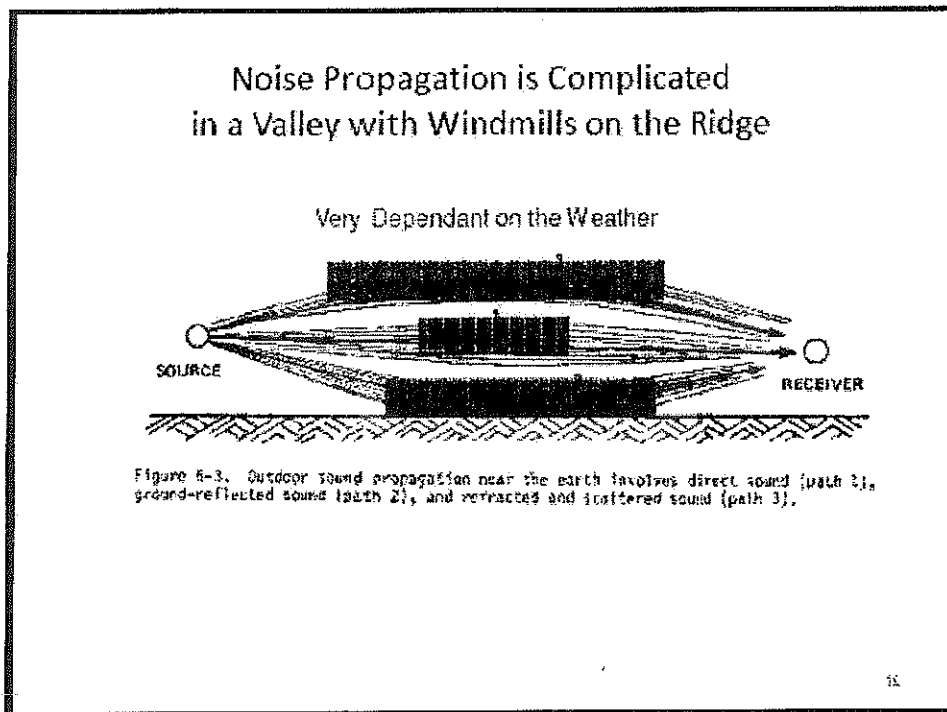 Noise Propagation is Complicated
in a Valley with Windmills on the Ridge
Very Dependant on the Weather
SOURCE
RECEIVER
Figure 6-3. Outdoor sound propagation near the earth involves direct sound (path 1),
ground-reflected sound (path 2), and refracted and scattered sound (path 3).